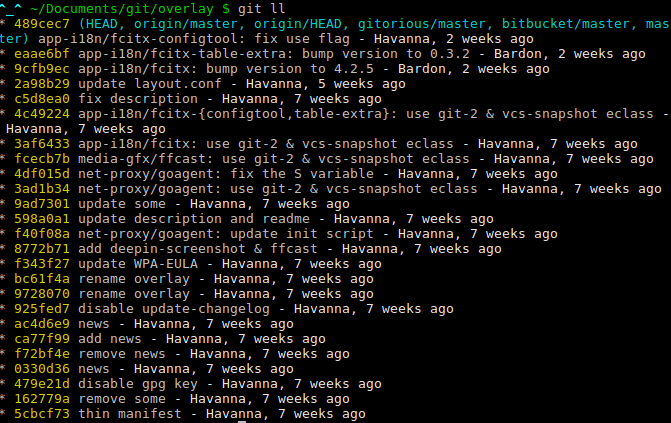 ^_^ ~/Documents/git/overlay $ git ll
* 489cec7 (HEAD, origin/master, origin/HEAD, gitorious/master, bitbucket/master, mas
ter) app-i18n/fcitx-configtool: fix use flag - Havanna, 2 weeks ago
* eaae6bf app-i18n/fcitx-table-extra: bump version to 0.3.2 - Bardon, 2 weeks ago
* 9cfb9ec app-i18n/fcitx: bump version to 4.2.5 - Bardon, 2 weeks ago
* 2a98b29 update layout.conf - Havanna, 5 weeks ago
* c5d8ea0 fix description - Havanna, 7 weeks ago
* 4c49224 app-i18n/fcitx-{configtool,table-extra}: use git-2 & vcs-snapshot eclass -
Havanna, 7 weeks ago
* 3af6433 app-i18n/fcitx: use git-2 & vcs-snapshot eclass - Havanna, 7 weeks ago
* fcecb7b media-gfx/ffcast: use git-2 & vcs-snapshot eclass - Havanna, 7 weeks ago
* 4df015d net-proxy/goagent: fix the S variable - Havanna, 7 weeks ago
* 3ad1b34 net-proxy/goagent: use git-2 & vcs-snapshot eclass - Havanna, 7 weeks ago
* 9ad7301 update some - Havanna, 7 weeks ago
* 598a0a1 update description and readme - Havanna, 7 weeks ago
* f40f08a net-proxy/goagent: update init script - Havanna, 7 weeks ago
* 8772b71 add deepin-screenshot & ffcast - Havanna, 7 weeks ago
* f343f27 update WPA-EULA - Havanna, 7 weeks ago
* bc61f4a rename overlay - Havanna, 7 weeks ago
* 9728070 rename overlay - Havanna, 7 weeks ago
* 925fed7 disable update-changelog - Havanna, 7 weeks ago
* ac4d6e9 news - Havanna, 7 weeks ago
* ca77f99 add news - Havanna, 7 weeks ago
* f72bf4e remove news - Havanna, 7 weeks ago
* 0330d36 news - Havanna, 7 weeks ago
* 479e21d disable gpg key - Havanna, 7 weeks ago
* 162779a remove some - Havanna, 7 weeks ago
* 5cbcf73 thin manifest - Havanna, 7 weeks ago